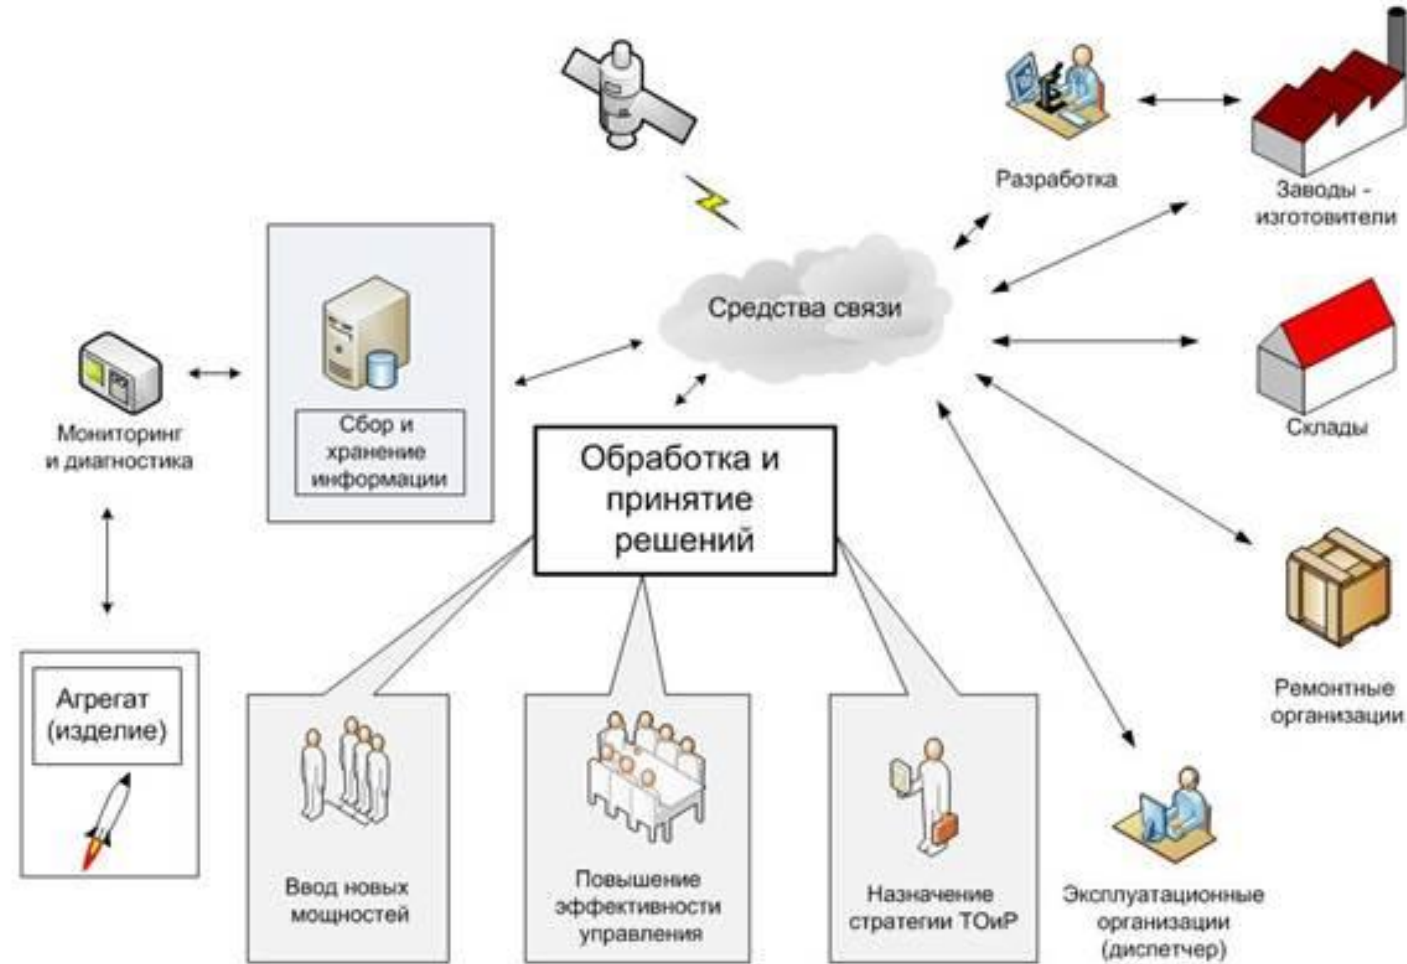 Разработка
Заводы -
изготовители
Средства связи
Склады
Мониторинг
и диагностика
Сбор и
хранение
информации
Обработка и
принятие
решений
Ремонтные
организации
Агрегат
(изделие)
Ввод новых
мощностей
Повышение
эффективности
управления
Назначение
стратегии ТОиР
Эксплуатационные
организации
(диспетчер)